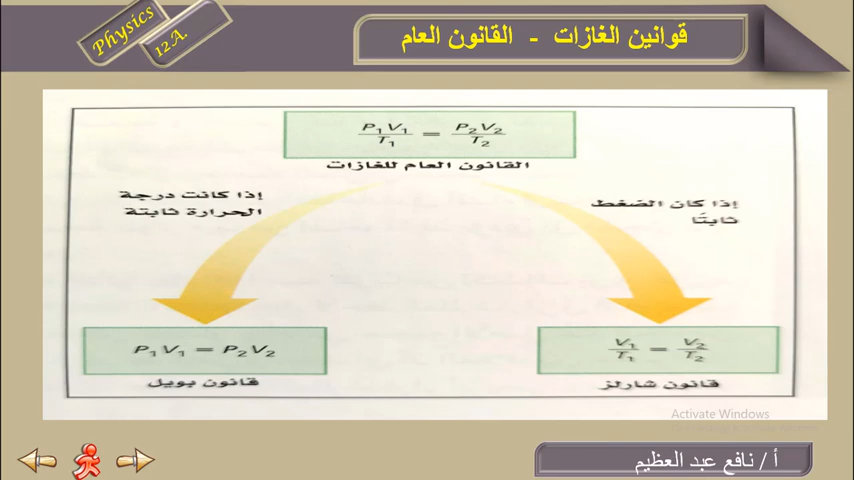 Physics
12A.
قوانين الغازات - القانون العام
P₁V₁/T₁ = P₂V₂/T₂
القانون العام للغازات
إذا كانت درجة
الحرارة ثابتة
إذا كان الضغط
ثابتًا
P₁V₁ = P₂V₂
قانون بويل
V₁/T₁ = V₂/T₂
قانون شارلز
Activate Windows
أ / نافع عبد العظيم